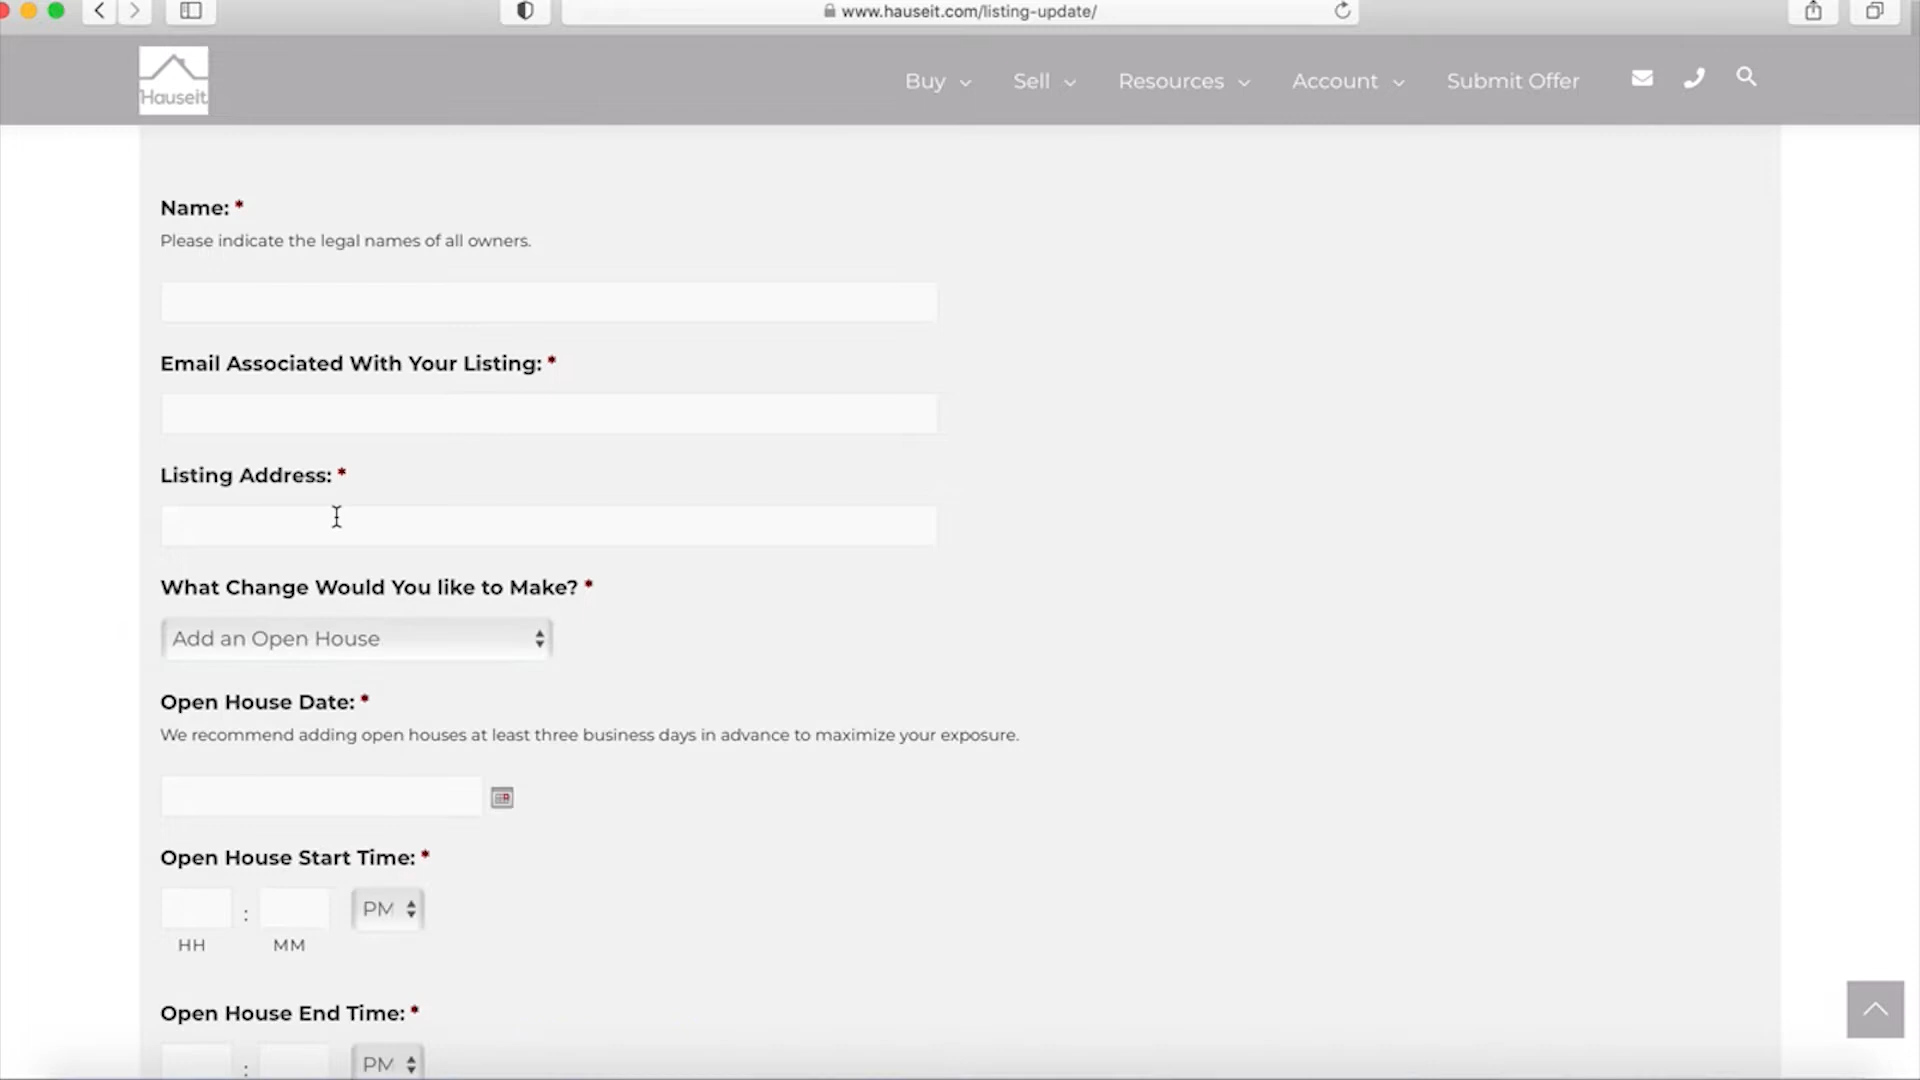 www.hauseit.com/listing-update/
Hauseit
Buy
Sell
Resources
Account
Submit Offer
Name: *
Please indicate the legal names of all owners.
Email Associated With Your Listing: *
Listing Address: *
What Change Would You like to Make? *
Add an Open House
Open House Date: *
We recommend adding open houses at least three business days in advance to maximize your exposure.
Open House Start Time: *
: PM
HH MM
Open House End Time: *
: PM